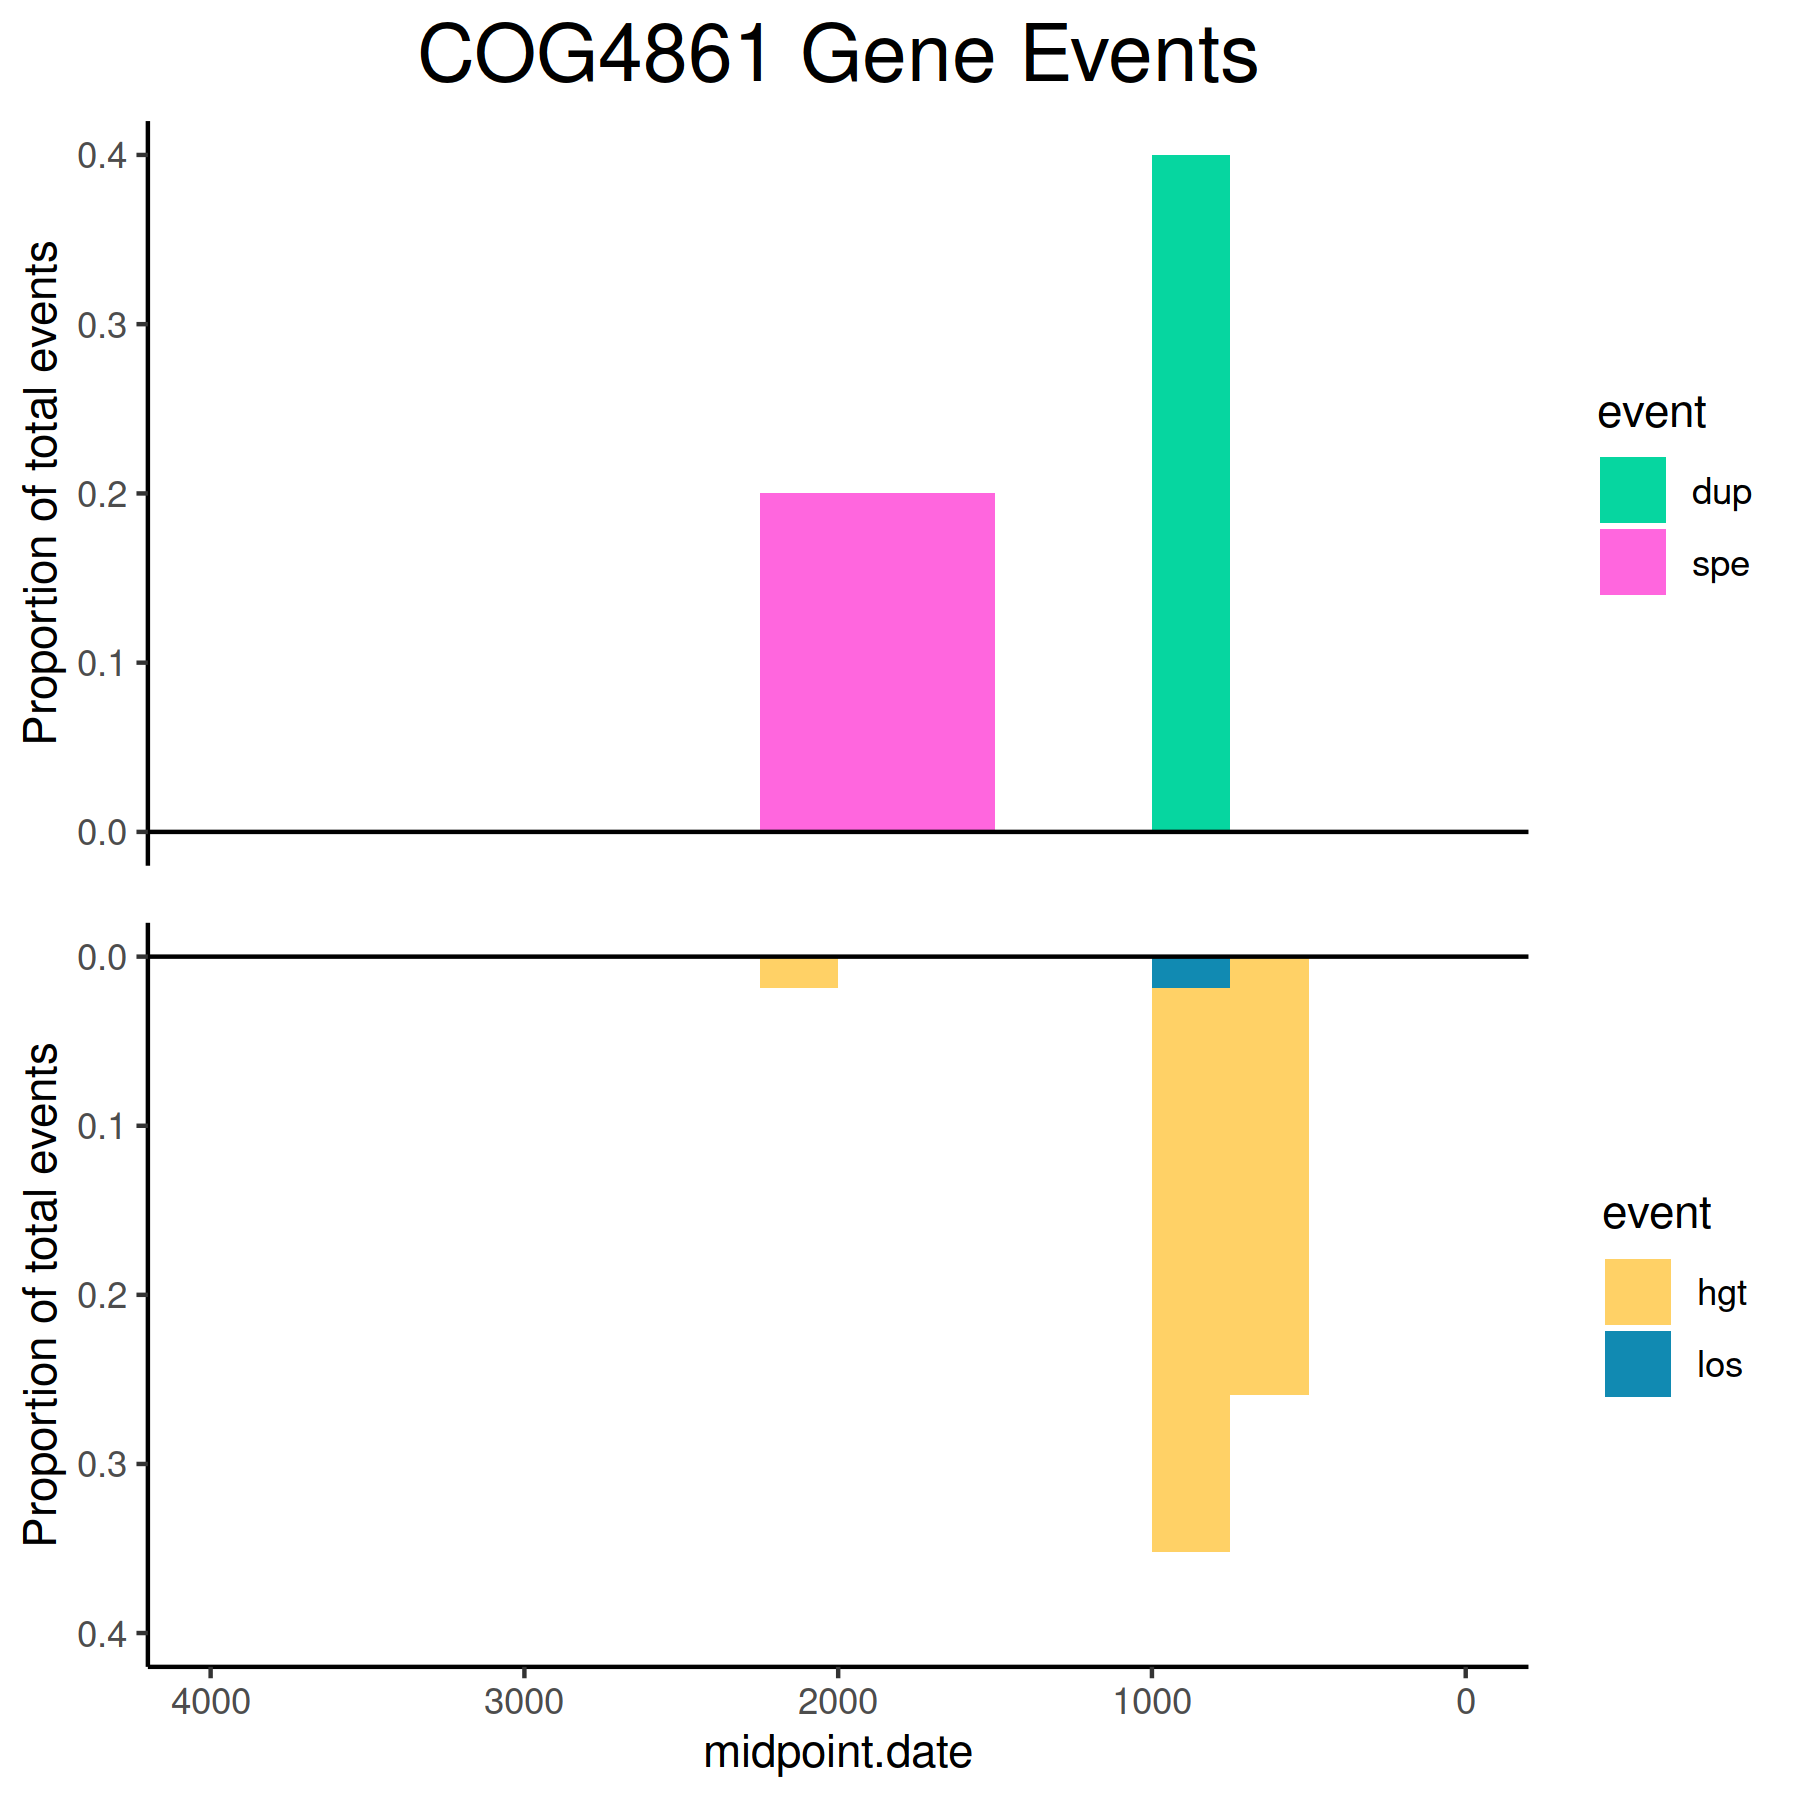 COG4861 Gene Events
Proportion of total events
0.4
0.3
0.2
0.1
0.0
event
dup
spe
Proportion of total events
0.0
0.1
0.2
0.3
0.4
event
hgt
los
4000 3000 2000 1000 0
midpoint.date